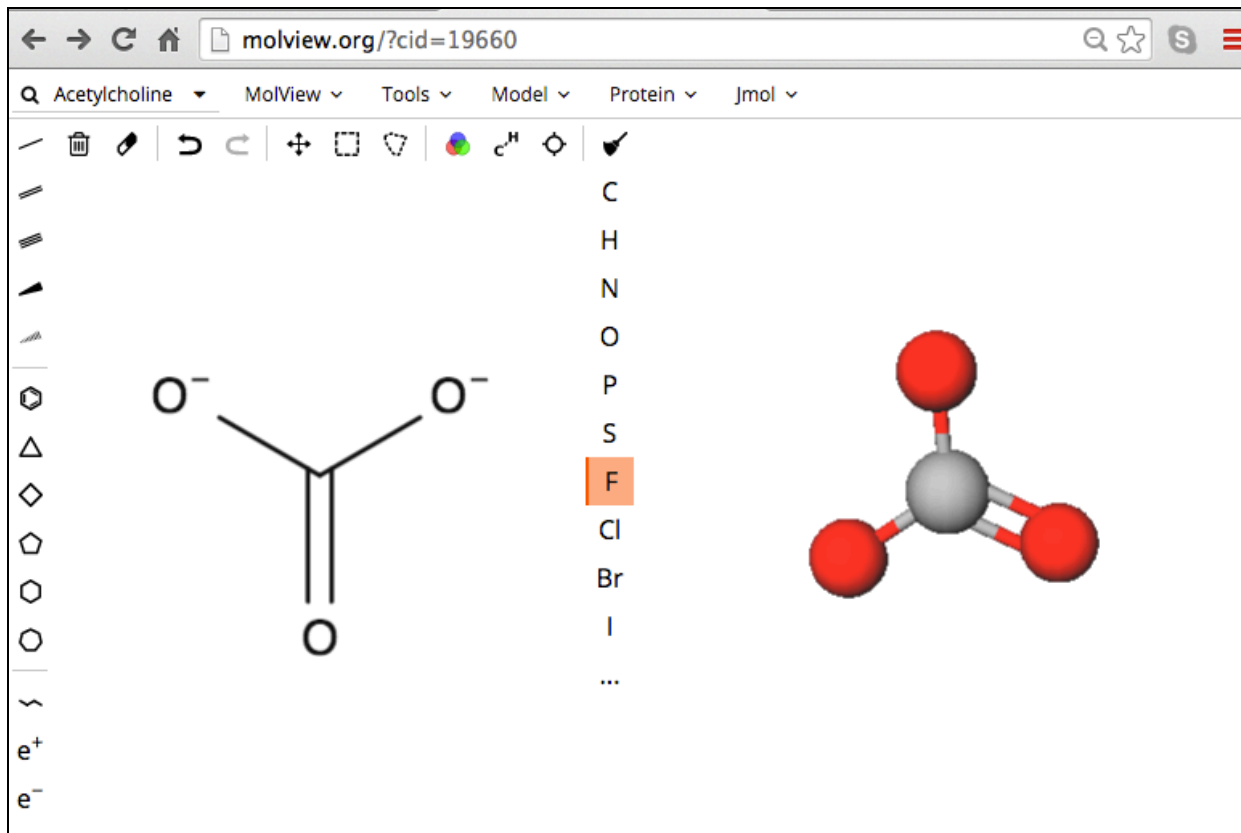 molview.org/?cid=19660
S
Acetylcholine MolView Tools Model Protein Jmol
C H
C
H
N
O
P
S
F
Cl
Br
I
...
O⁻ O⁻
O
e⁺
e⁻